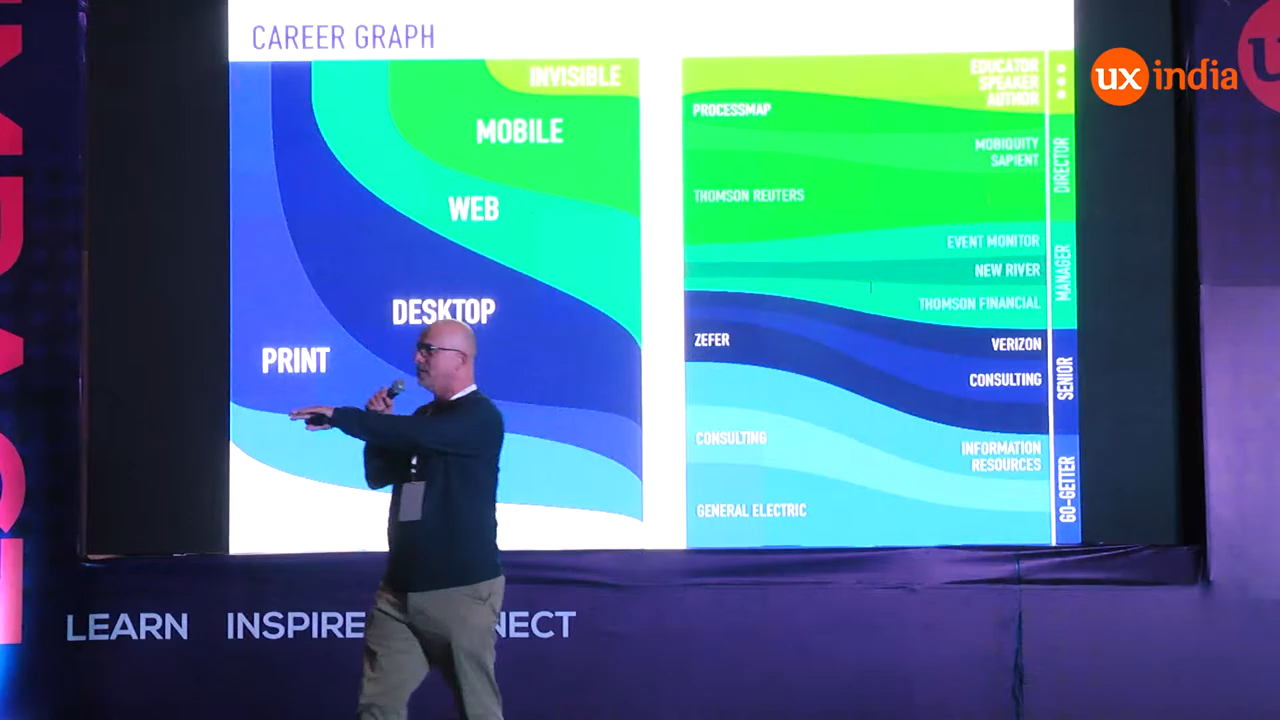 CAREER GRAPH
INVISIBLE
MOBILE
WEB
DESKTOP
PRINT
EDUCATOR
SPEAKER
AUTHOR
PROCESSMAP
MOBIQUITY
SAPIENT
THOMSON REUTERS
EVENT MONITOR
NEW RIVER
THOMSON FINANCIAL
ZEFER
VERIZON
CONSULTING
CONSULTING
INFORMATION
RESOURCES
GENERAL ELECTRIC
DIRECTOR
MANAGER
SENIOR
GO-GETTER
ux india
LEARN INSPIRE NECT